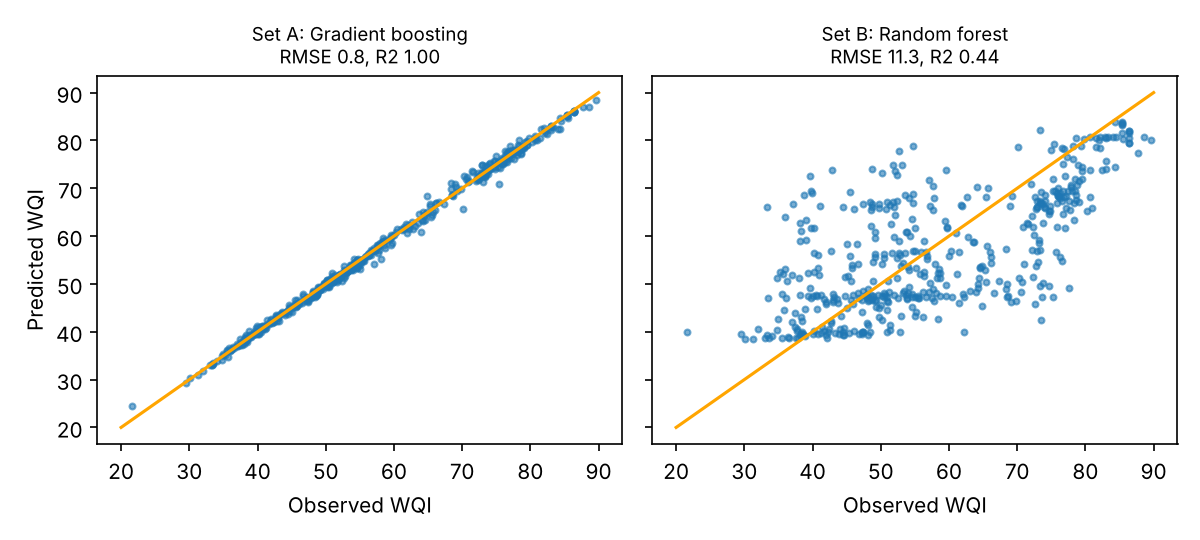 Set A: Gradient boosting
RMSE 0.8, R2 1.00
Set B: Random forest
RMSE 11.3, R2 0.44
Predicted WQI
90
80
70
60
50
40
30
20
20 30 40 50 60 70 80 90
20 30 40 50 60 70 80 90
Observed WQI
Observed WQI